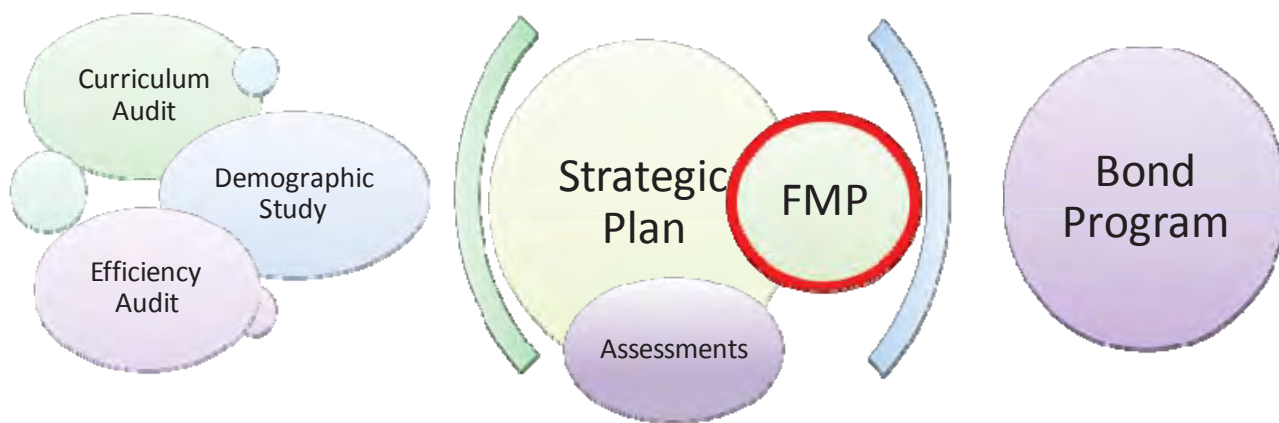 Curriculum
Audit
Demographic
Study
Efficiency
Audit
Strategic
Plan
FMP
Assessments
Bond
Program